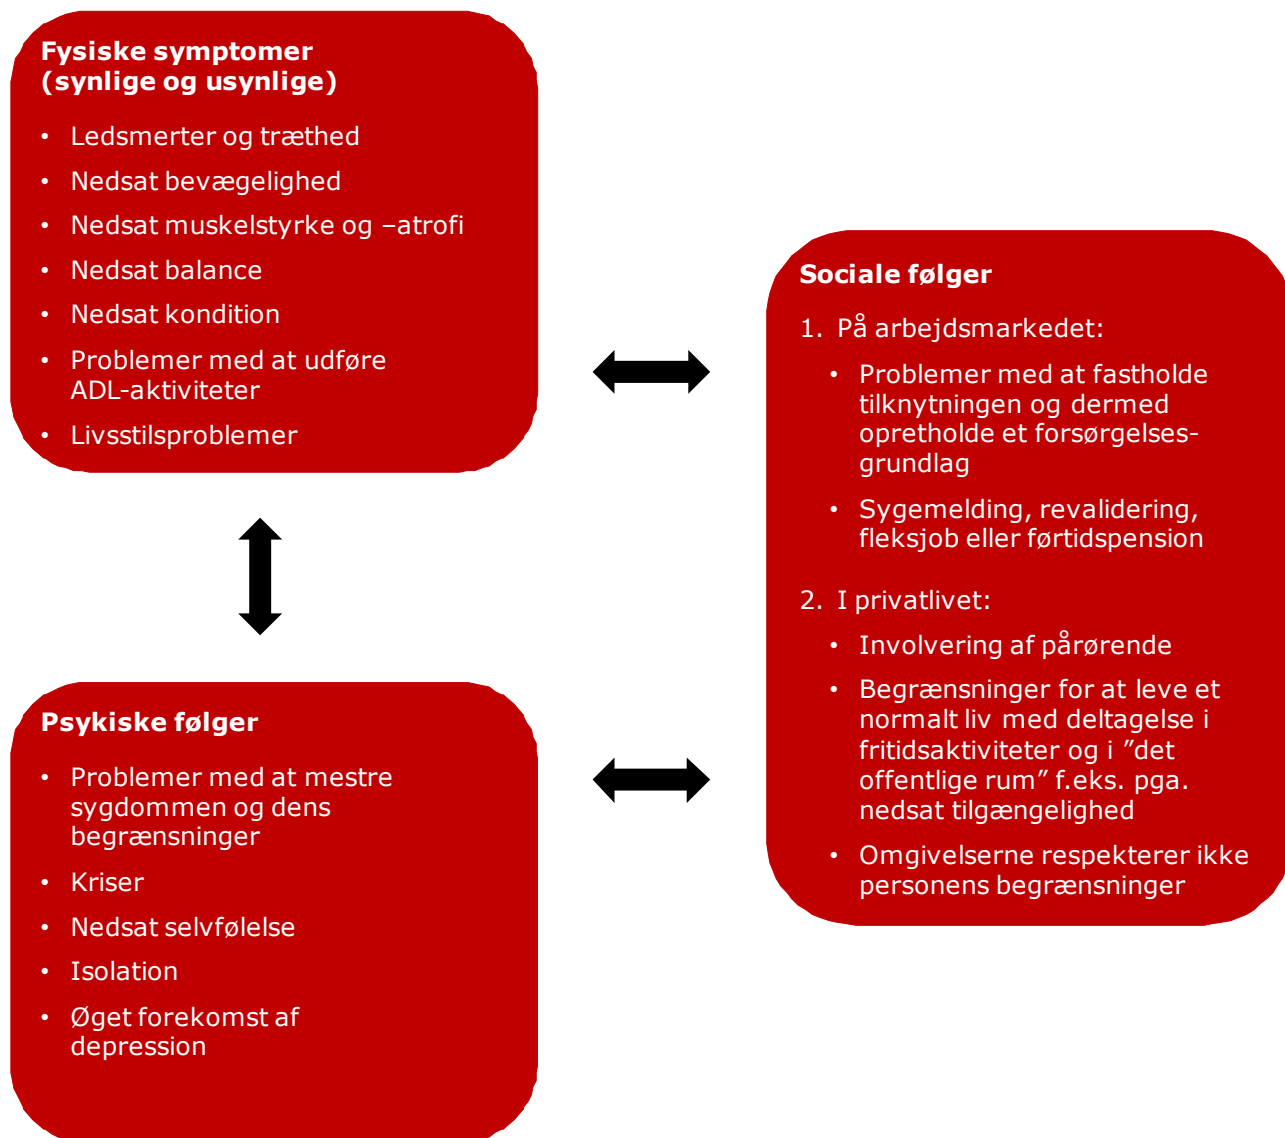 Fysiske symptomer
(synlige og usynlige)
• Ledsmerter og træthed
• Nedsat bevægelighed
• Nedsat muskelstyrke og –atrofi
• Nedsat balance
• Nedsat kondition
• Problemer med at udføre
ADL-aktiviteter
• Livsstilsproblemer
Psykiske følger
• Problemer med at mestre
sygdommen og dens
begrænsninger
• Kriser
• Nedsat selvfølelse
• Isolation
• Øget forekomst af
depression
Sociale følger
1. På arbejdsmarkedet:
• Problemer med at fastholde
tilknytningen og dermed
opretholde et forsørgelses-
grundlag
• Sygemelding, revalidering,
fleksjob eller førtidspension
2. I privatlivet:
• Involvering af pårørende
• Begrænsninger for at leve et
normalt liv med deltagelse i
fritidsaktiviteter og i ”det
offentlige rum” f.eks. pga.
nedsat tilgængelighed
• Omgivelserne respekterer ikke
personens begrænsninger